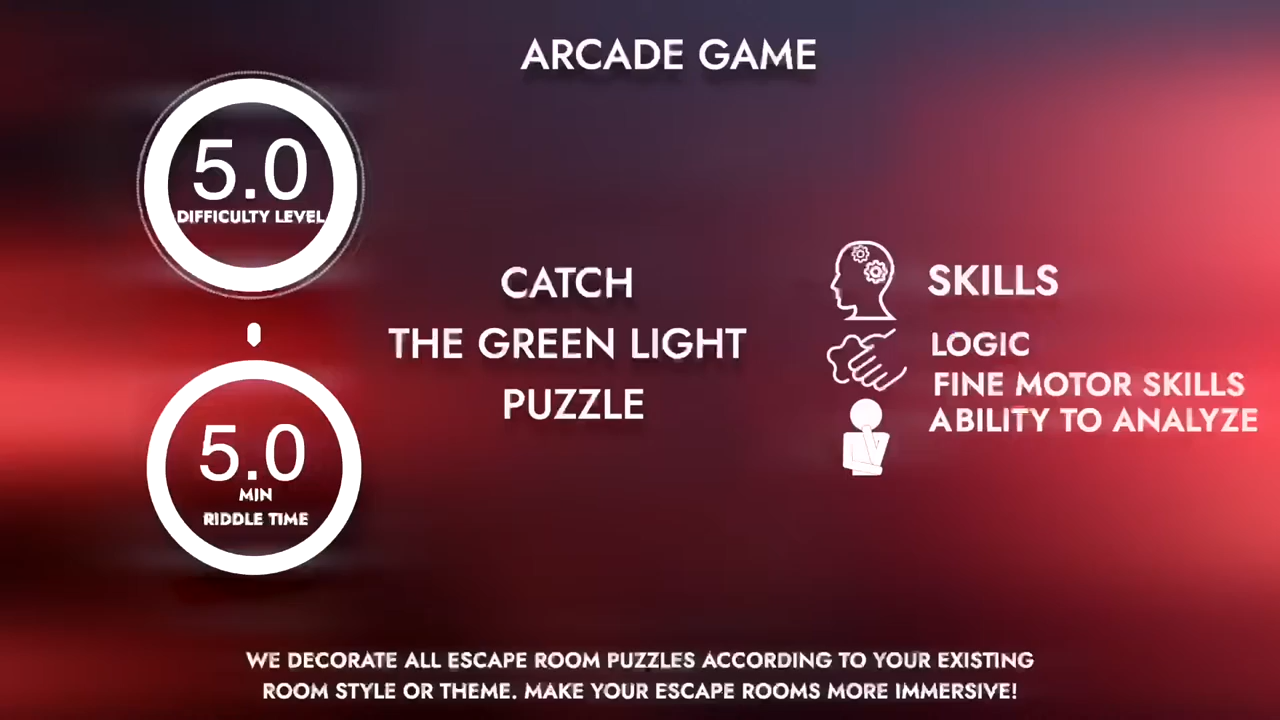 ARCADE GAME
5.0
DIFFICULTY LEVEL
CATCH
THE GREEN LIGHT
PUZZLE
SKILLS
LOGIC
FINE MOTOR SKILLS
ABILITY TO ANALYZE
5.0
MIN
RIDDLE TIME
WE DECORATE ALL ESCAPE ROOM PUZZLES ACCORDING TO YOUR EXISTING
ROOM STYLE OR THEME. MAKE YOUR ESCAPE ROOMS MORE IMMERSIVE!